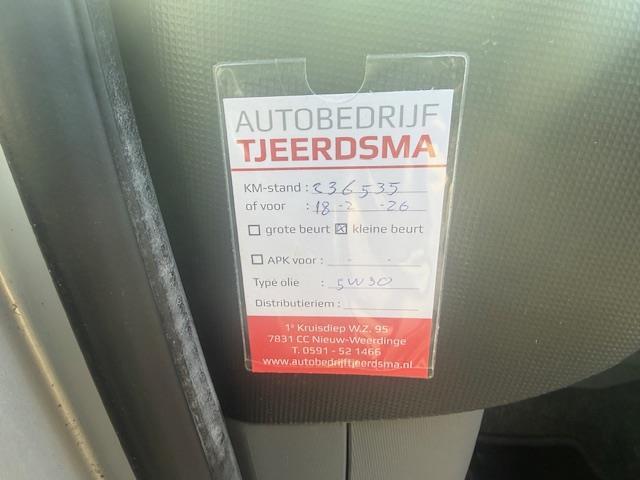 AUTOBEDRIJF
TJEERDSMA
KM-stand : 236535
of voor : 18-2-26
☐ grote beurt ☒ kleine beurt
☐ APK voor : - -
Type olie : 5W30
Distributieriem :
1e Kruisdiep W.Z. 95
7831 CC Nieuw-Weerdinge
T. 0591 - 52 1466
www.autobedrijftjeerdsma.nl